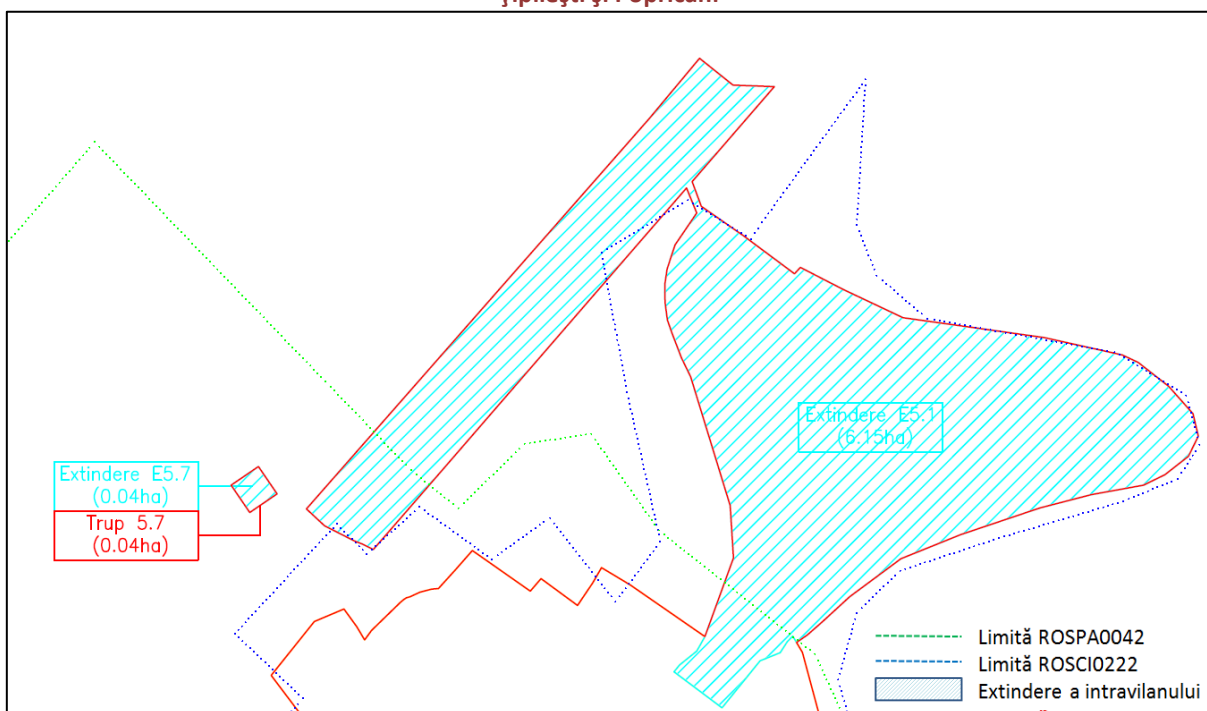 Extindere E5.1
(6.15ha)
Extindere E5.7
(0.04ha)
Trup 5.7
(0.04ha)
Limită ROSPA0042
Limită ROSCI0222
Extindere a intravilanului